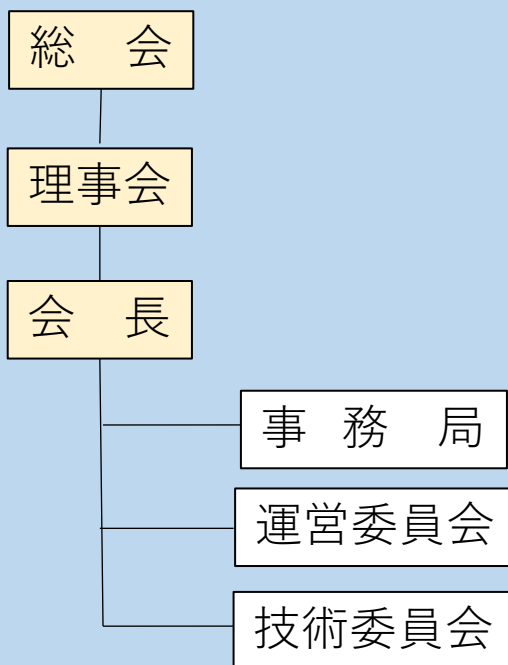 総　会
理事会
会　長
事 務　局
運営委員会
技術委員会